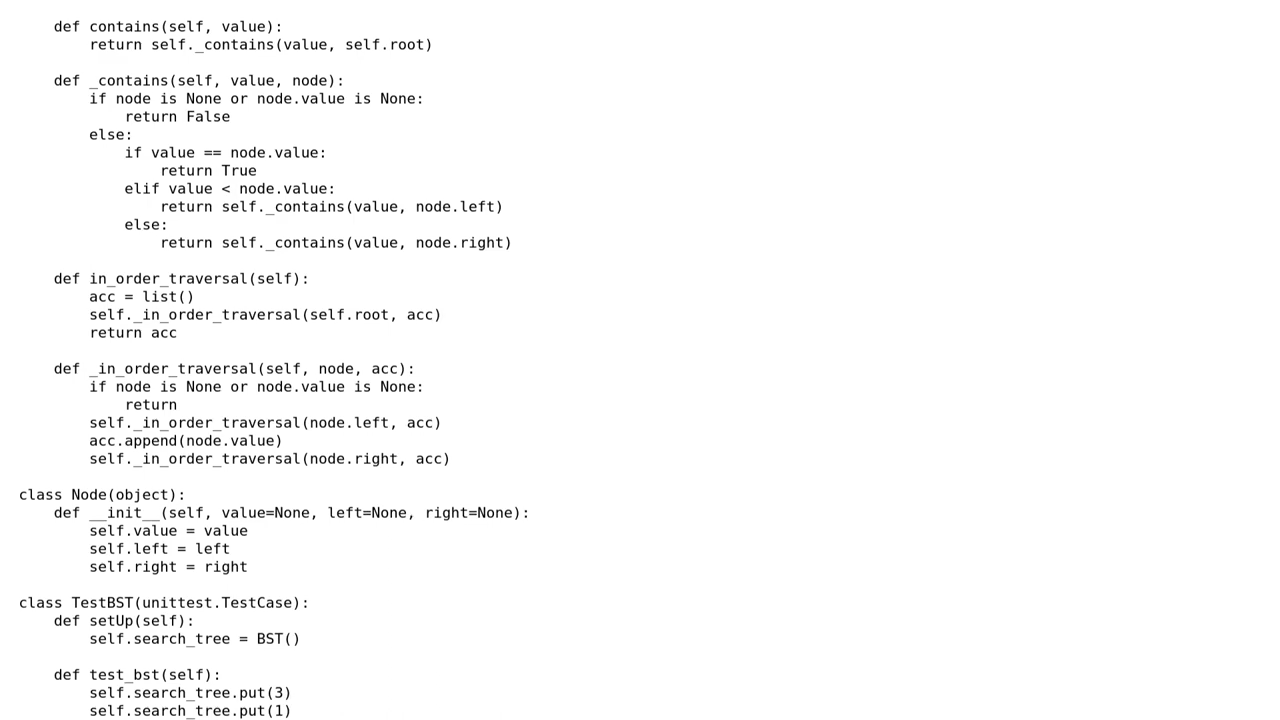 def contains(self, value):
        return self._contains(value, self.root)

    def _contains(self, value, node):
        if node is None or node.value is None:
            return False
        else:
            if value == node.value:
                return True
            elif value < node.value:
                return self._contains(value, node.left)
            else:
                return self._contains(value, node.right)

    def in_order_traversal(self):
        acc = list()
        self._in_order_traversal(self.root, acc)
        return acc

    def _in_order_traversal(self, node, acc):
        if node is None or node.value is None:
            return
        self._in_order_traversal(node.left, acc)
        acc.append(node.value)
        self._in_order_traversal(node.right, acc)

class Node(object):
    def __init__(self, value=None, left=None, right=None):
        self.value = value
        self.left = left
        self.right = right

class TestBST(unittest.TestCase):
    def setUp(self):
        self.search_tree = BST()

    def test_bst(self):
        self.search_tree.put(3)
        self.search_tree.put(1)